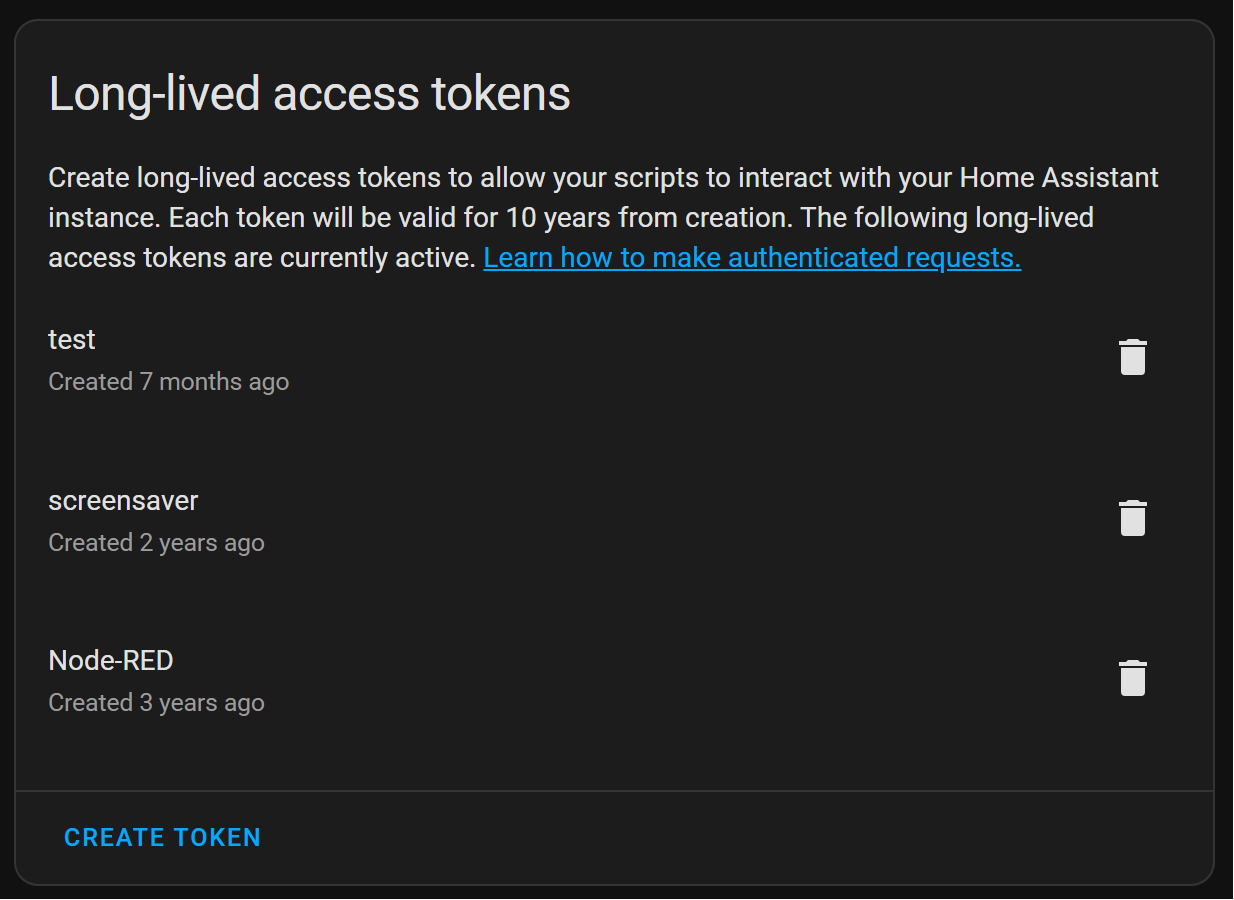 Long-lived access tokens
Create long-lived access tokens to allow your scripts to interact with your Home Assistant
instance. Each token will be valid for 10 years from creation. The following long-lived
access tokens are currently active. Learn how to make authenticated requests.
test
Created 7 months ago
screensaver
Created 2 years ago
Node-RED
Created 3 years ago
CREATE TOKEN